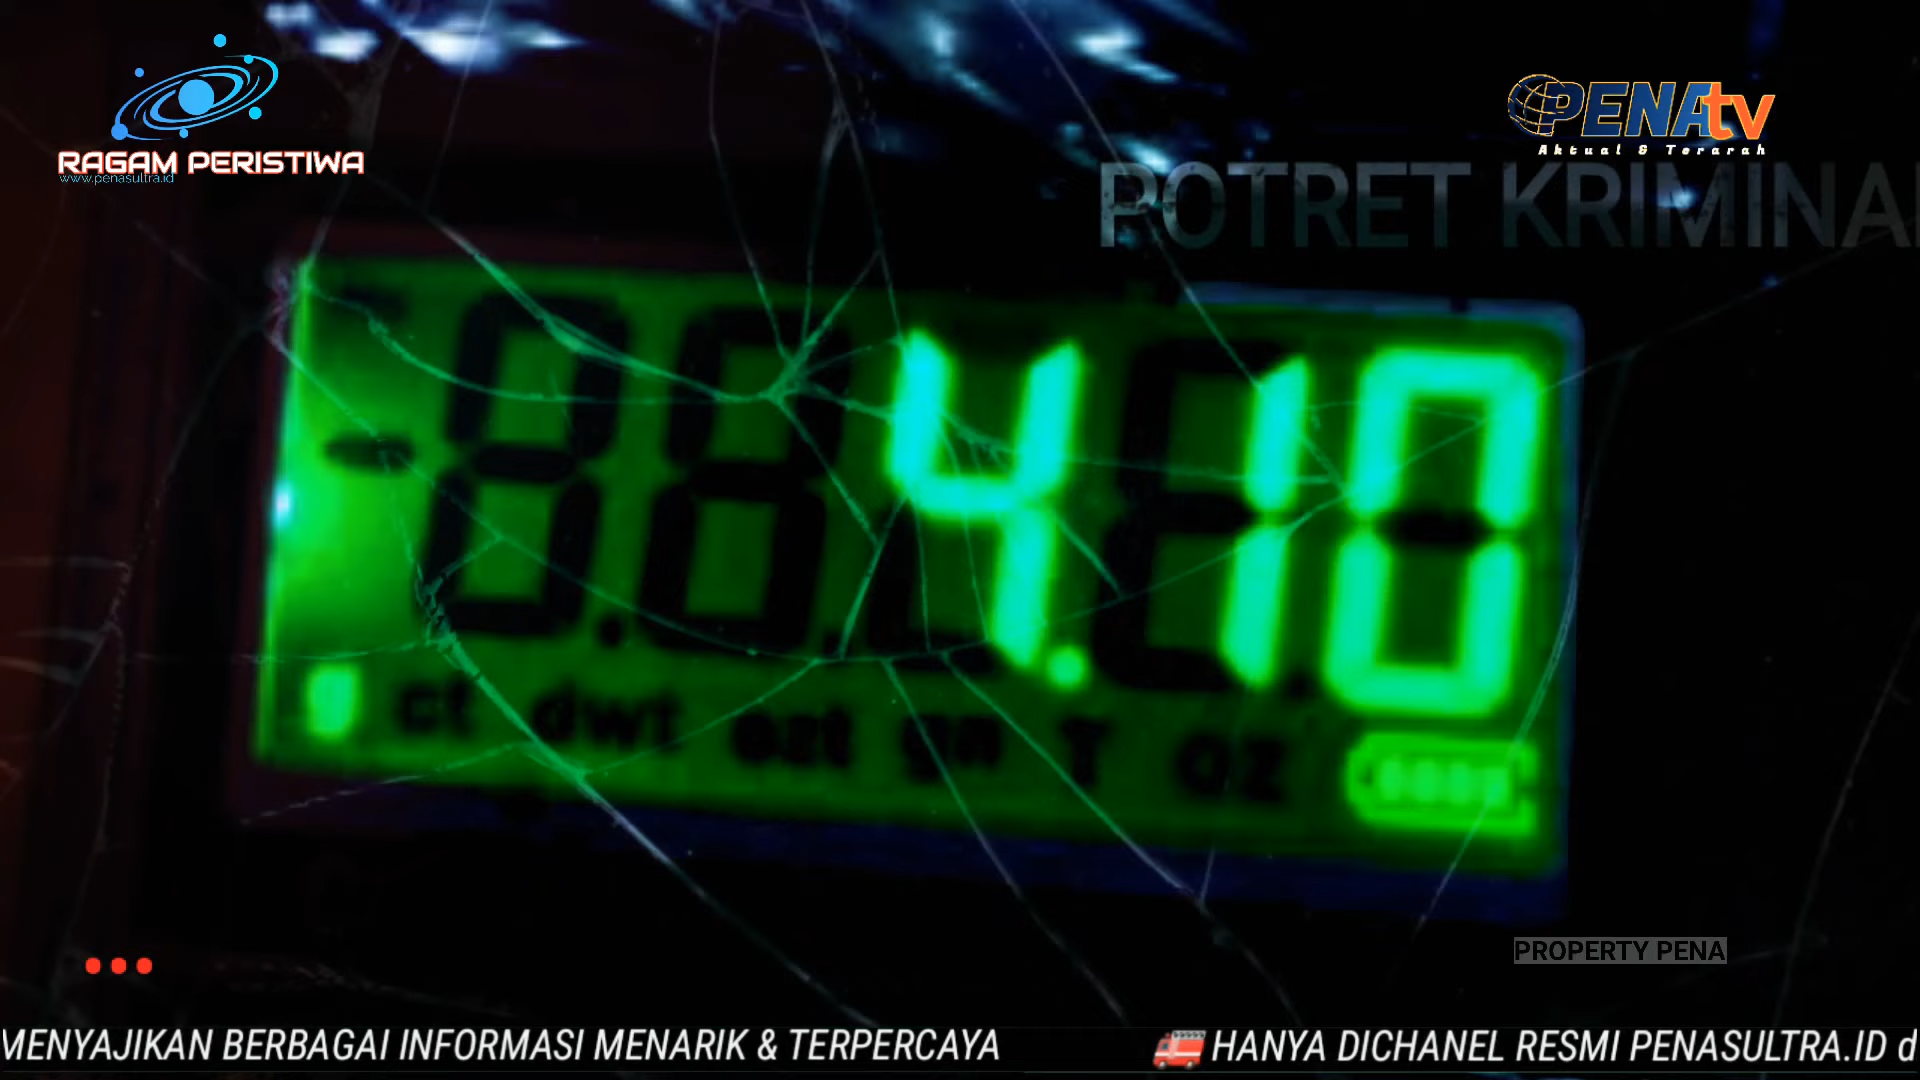 RAGAM PERISTIWA
www.penasultra.id
PENAtv
Aktual & Terarah
POTRET KRIMINAL
4.10
ct dwt ozt gn T oz
PROPERTY PENA
MENYAJIKAN BERBAGAI INFORMASI MENARIK & TERPERCAYA
HANYA DICHANEL RESMI PENASULTRA.ID d